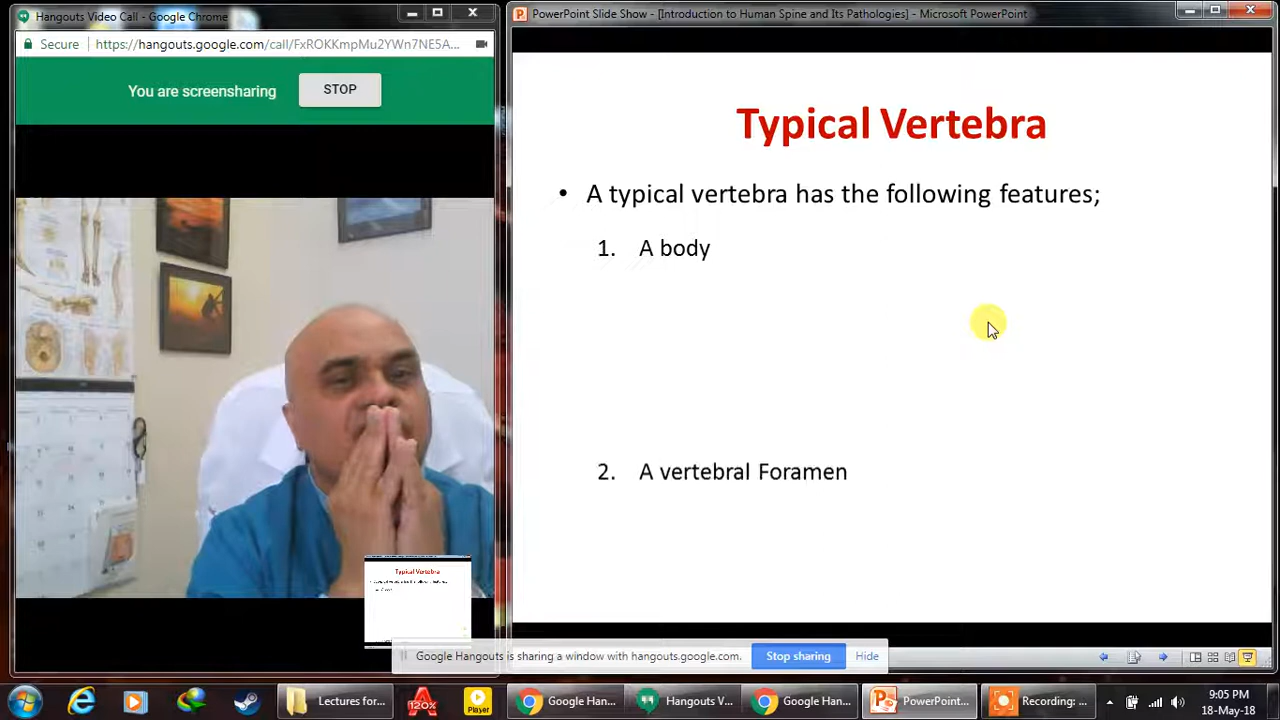 Hangouts Video Call - Google Chrome
Secure
https://hangouts.google.com/call/FxROKKmpMu2YWn7NE5A...
You are screensharing
STOP
PowerPoint Slide Show - [Introduction to Human Spine and Its Pathologies] - Microsoft PowerPoint
Typical Vertebra
• A typical vertebra has the following features;
1. A body
2. A vertebral Foramen
Typical Vertebra
Google Hangouts is sharing a window with hangouts.google.com.
Stop sharing
Hide
Lectures for...
120%
Player
Google Han...
Hangouts V...
Google Han...
PowerPoint...
Recording: ...
9:05 PM
18-May-18